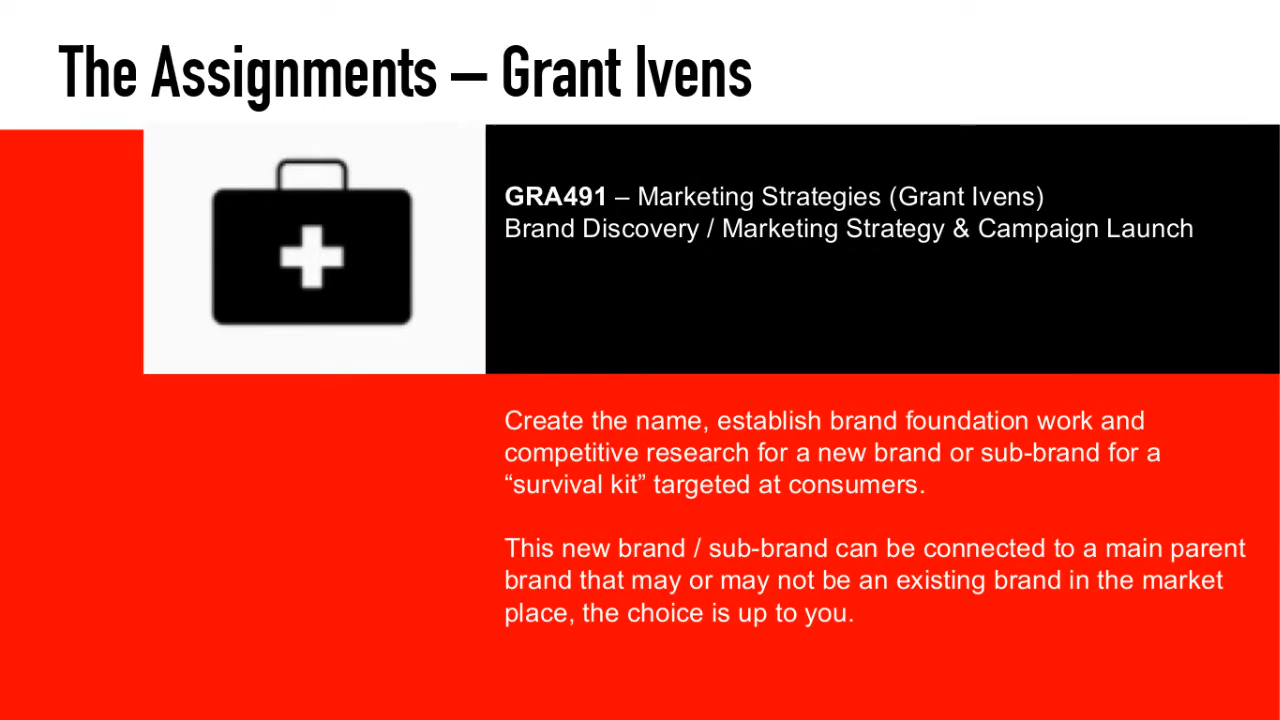 The Assignments – Grant Ivens
GRA491 – Marketing Strategies (Grant Ivens)
Brand Discovery / Marketing Strategy & Campaign Launch
Create the name, establish brand foundation work and
competitive research for a new brand or sub-brand for a
“survival kit” targeted at consumers.
This new brand / sub-brand can be connected to a main parent
brand that may or may not be an existing brand in the market
place, the choice is up to you.